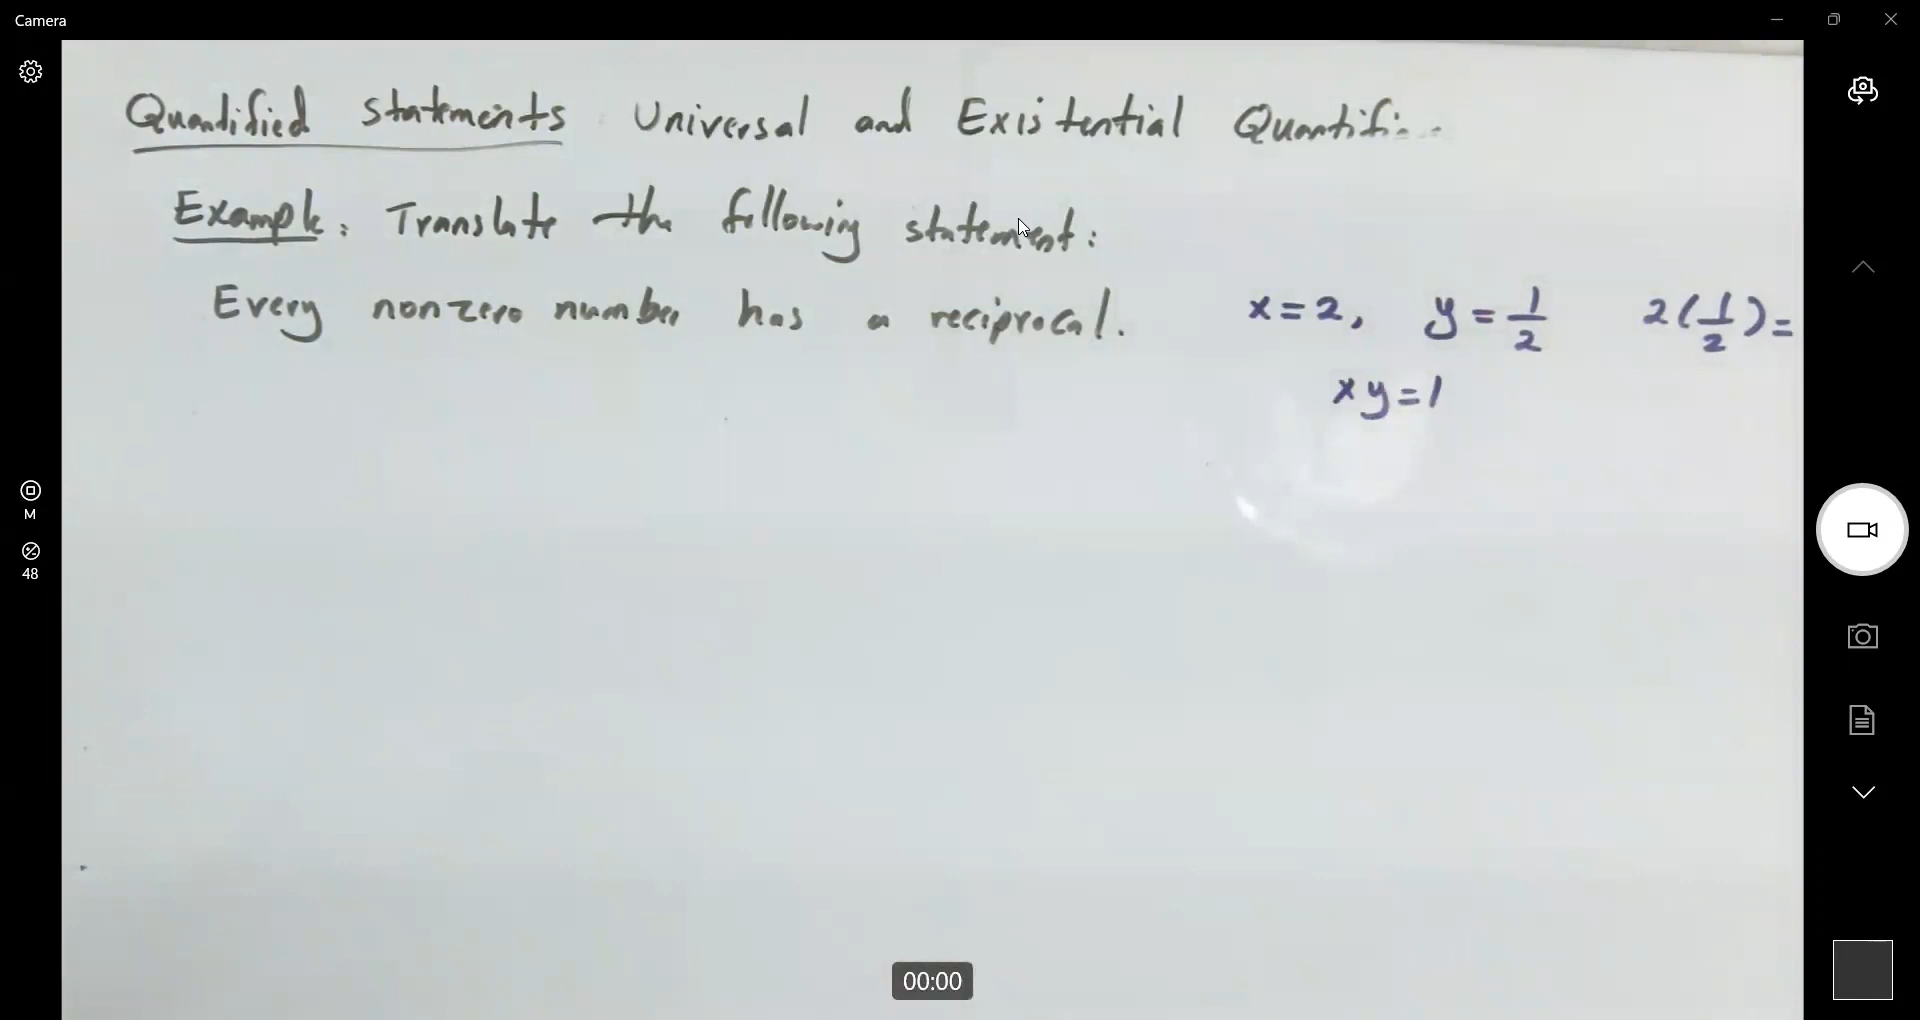 Camera
Quantified statements Universal and Existential
Example: Translate the following statement:
Every nonzero number has a reciprocal. x=2, y=1/2 2(1/2)=
xy=1
M
48
00:00